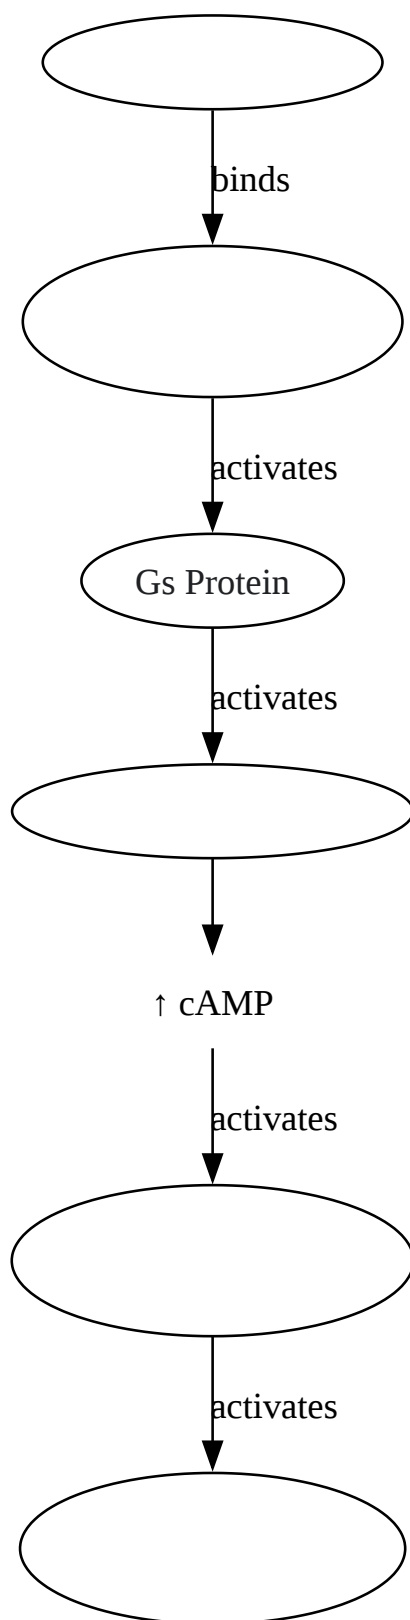 binds
activates
Gs Protein
activates
↑ cAMP
activates
activates